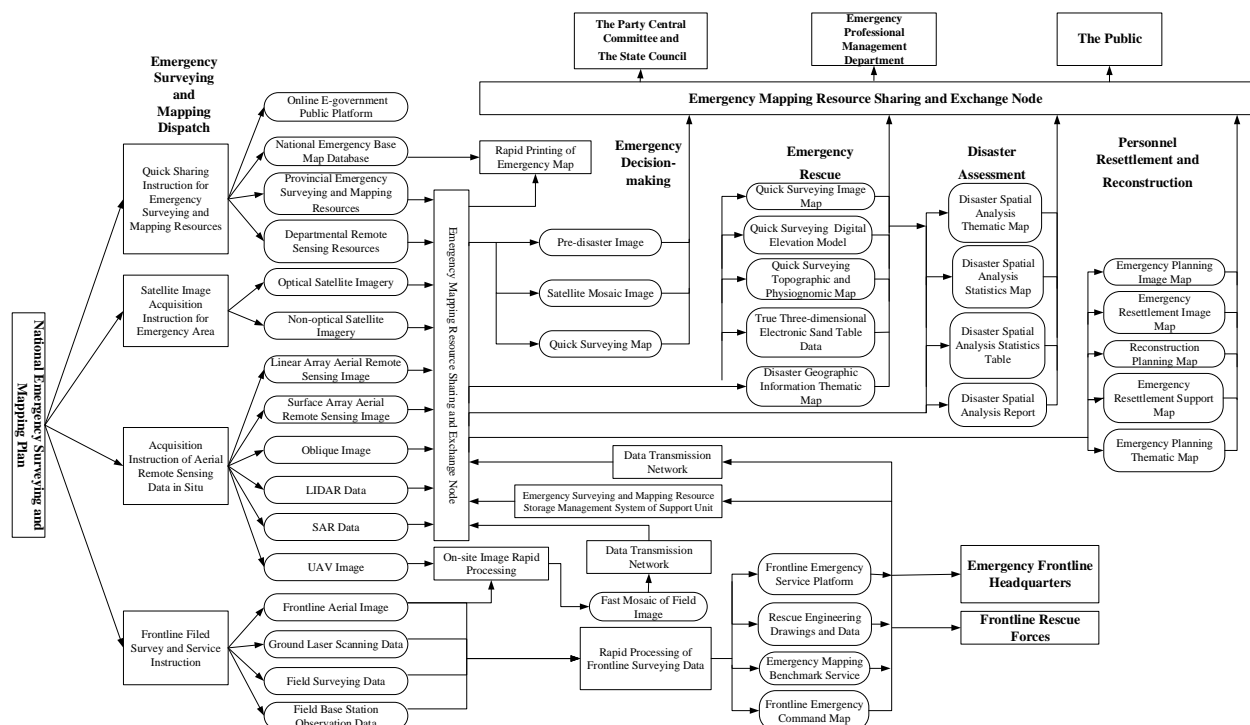 The Party Central
Committee and
The State Council
Emergency
Professional
Management
Department
The Public
Emergency Mapping Resource Sharing and Exchange Node
Emergency
Surveying
and
Mapping
Dispatch
National Emergency Surveying and
Mapping Plan
Quick Sharing
Instruction for
Emergency Surveying
and Mapping
Resources
Satellite Image
Acquisition
Instruction for
Emergency Area
Acquisition
Instruction of Aerial
Remote Sensing
Data in Situ
Frontline Filed
Survey and Service
Instruction
Online E-government
Public Platform
National Emergency Base
Map Database
Provincial Emergency
Surveying and Mapping
Resources
Departmental Remote
Sensing Resources
Optical Satellite Imagery
Non-optical Satellite
Imagery
Linear Array Aerial Remote
Sensing Image
Surface Array Aerial
Remote Sensing Image
Oblique Image
LIDAR Data
SAR Data
UAV Image
Frontline Aerial Image
Ground Laser Scanning Data
Field Surveying Data
Field Base Station
Observation Data
Rapid Printing of
Emergency Map
Emergency Mapping Resource Sharing and Exchange Node
On-site Image Rapid
Processing
Emergency
Decision-
making
Pre-disaster Image
Satellite Mosaic Image
Quick Surveying Map
Data Transmission
Network
Emergency Surveying and Mapping Resource
Storage Management System of Support Unit
Data Transmission
Network
Fast Mosaic of Field
Image
Rapid Processing of
Frontline Surveying Data
Emergency
Rescue
Quick Surveying Image
Map
Quick Surveying Digital
Elevation Model
Quick Surveying
Topographic and
Physiognomic Map
True Three-dimensional
Electronic Sand Table
Data
Disaster Geographic
Information Thematic
Map
Frontline Emergency
Service Platform
Rescue Engineering
Drawings and Data
Emergency Mapping
Benchmark Service
Frontline Emergency
Command Map
Disaster
Assessment
Disaster Spatial
Analysis
Thematic Map
Disaster Spatial
Analysis
Statistics Map
Disaster Spatial
Analysis Statistics
Table
Disaster Spatial
Analysis Report
Personnel
Resettlement and
Reconstruction
Emergency Planning
Image Map
Emergency
Resettlement Image
Map
Reconstruction
Planning Map
Emergency
Resettlement Support
Map
Emergency Planning
Thematic Map
Emergency Frontline
Headquarters
Frontline Rescue
Forces